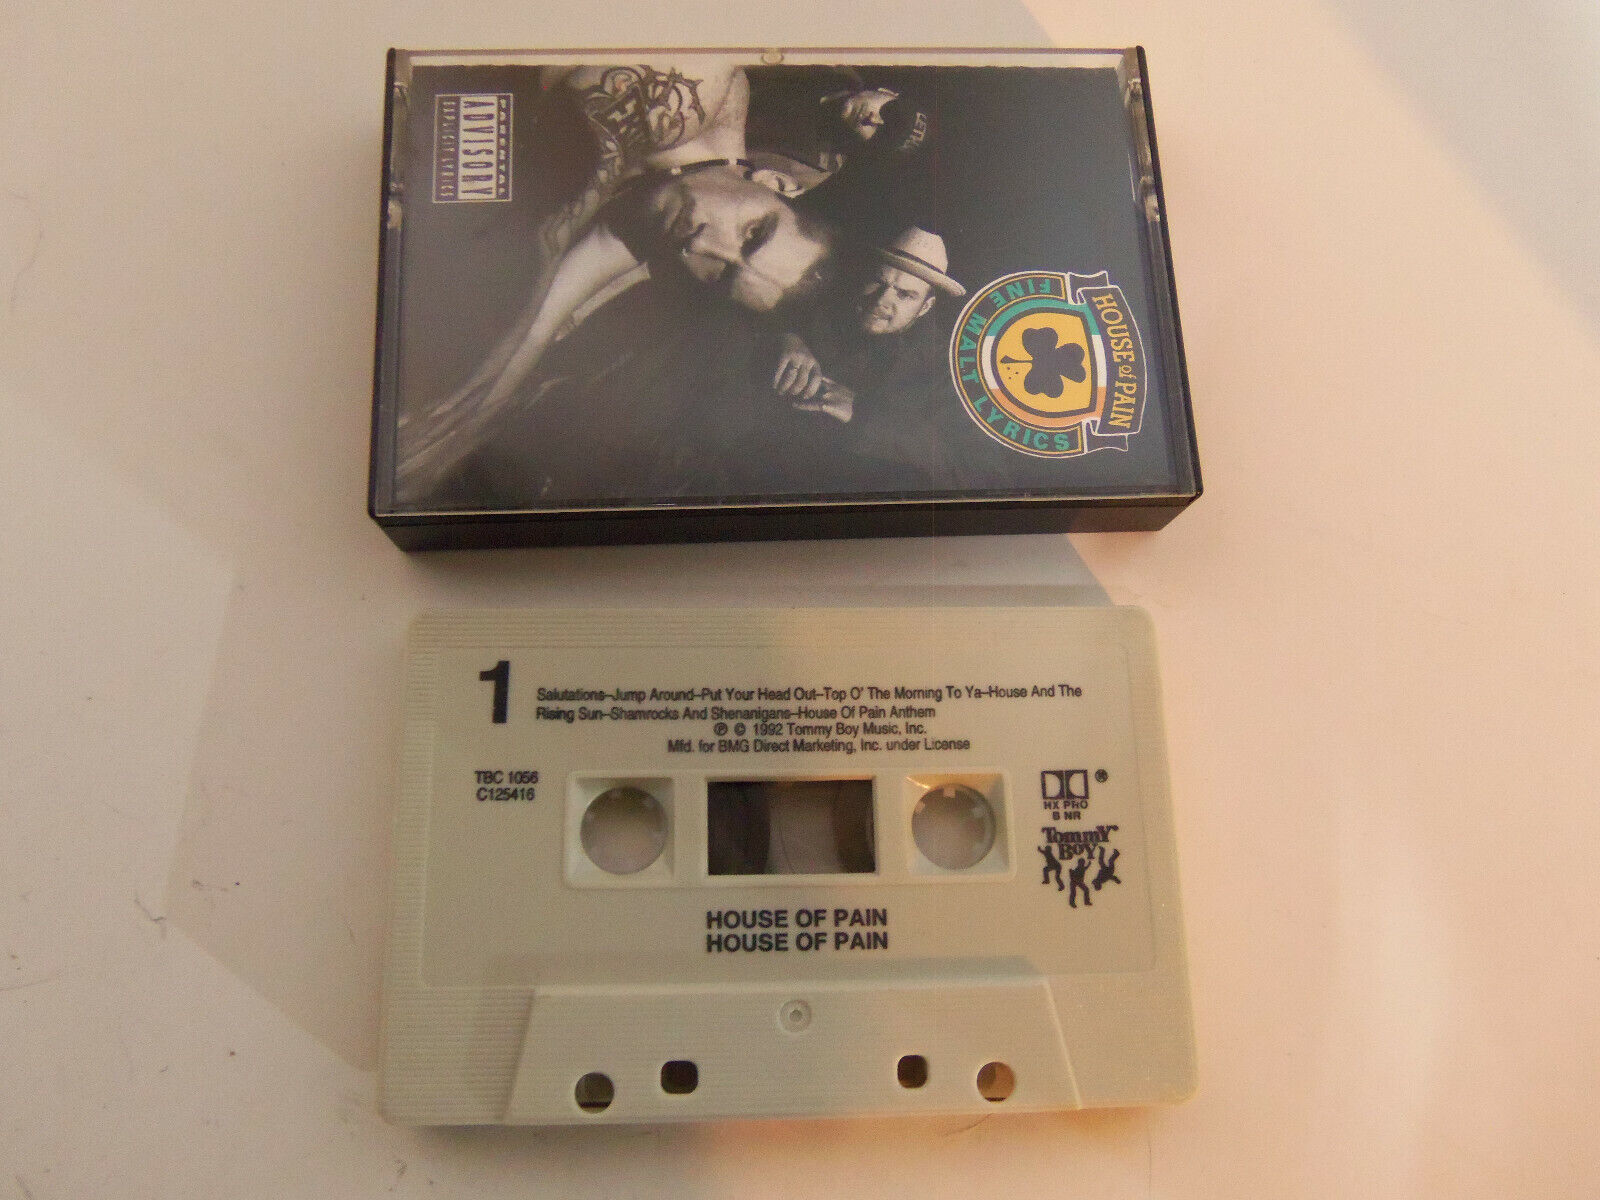 PARENTAL
ADVISORY
EXPLICIT LYRICS
HOUSE of PAIN
FINE MALT LYRICS
1
Salutations–Jump Around–Put Your Head Out–Top O' The Morning To Ya–House And The
Rising Sun–Shamrocks And Shenanigans–House Of Pain Anthem
℗ © 1992 Tommy Boy Music, Inc.
Mfd. for BMG Direct Marketing, Inc. under License
TBC 1056
C125416
®
HX PRO
B NR
Tommy
Boy
HOUSE OF PAIN
HOUSE OF PAIN